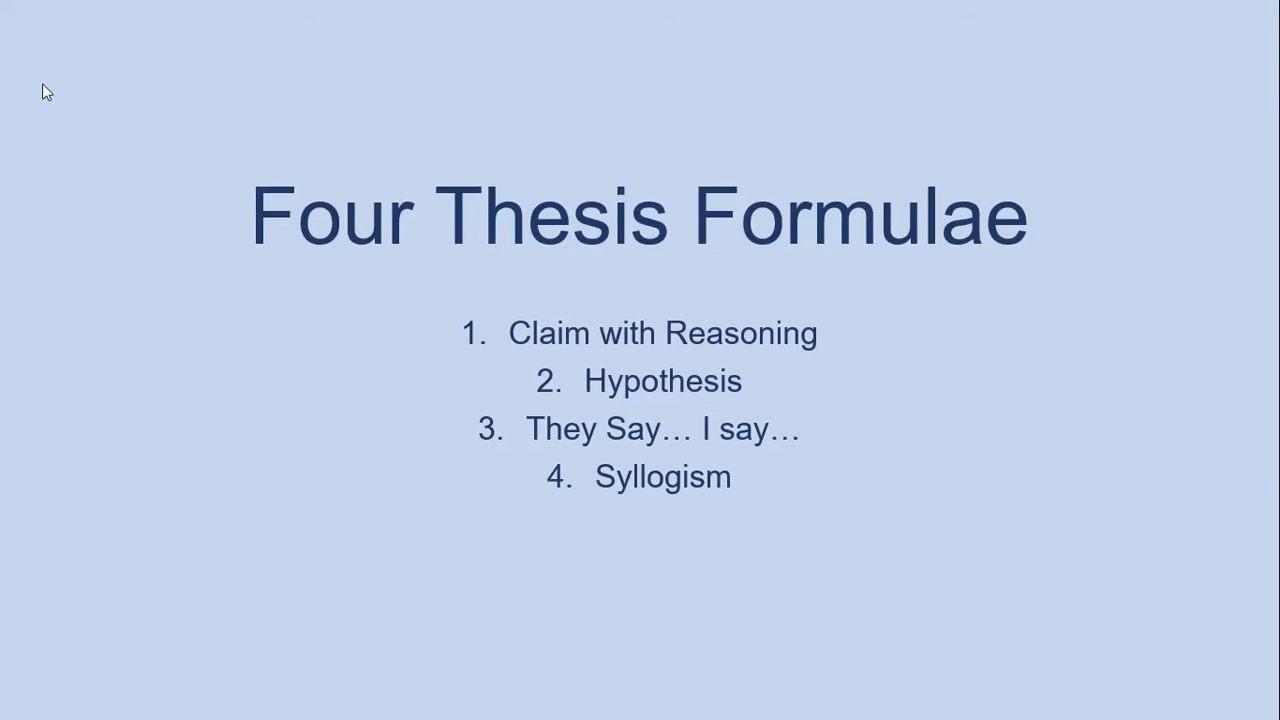 Four Thesis Formulae
1. Claim with Reasoning
2. Hypothesis
3. They Say… I say…
4. Syllogism